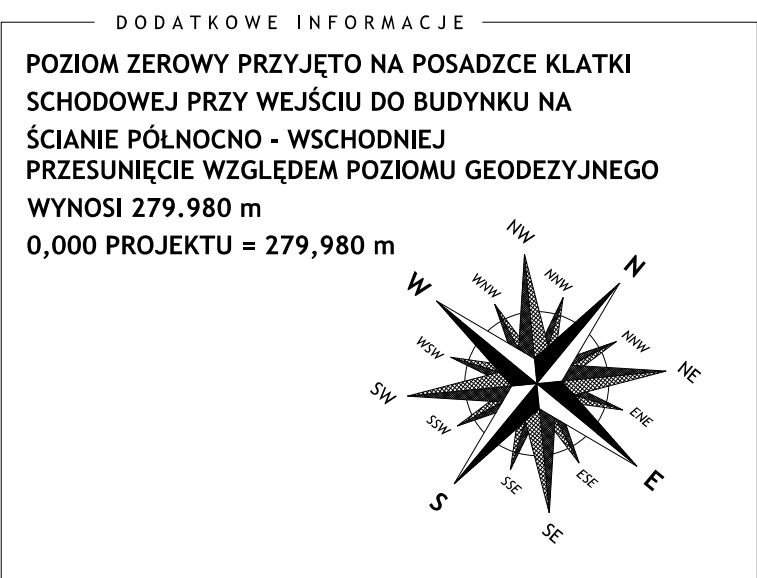 DODATKOWE INFORMACJE
POZIOM ZEROWY PRZYJĘTO NA POSADZCE KLATKI
SCHODOWEJ PRZY WEJŚCIU DO BUDYNKU NA
ŚCIANIE PÓŁNOCNO - WSCHODNIEJ
PRZESUNIĘCIE WZGLĘDEM POZIOMU GEODEZYJNEGO
WYNOSI 279.980 m
0,000 PROJEKTU = 279,980 m
NW
N
W
WNW
NNW
WSW
NNW
SW
NE
SSW
ENE
S
SSE
ESE
E
SE